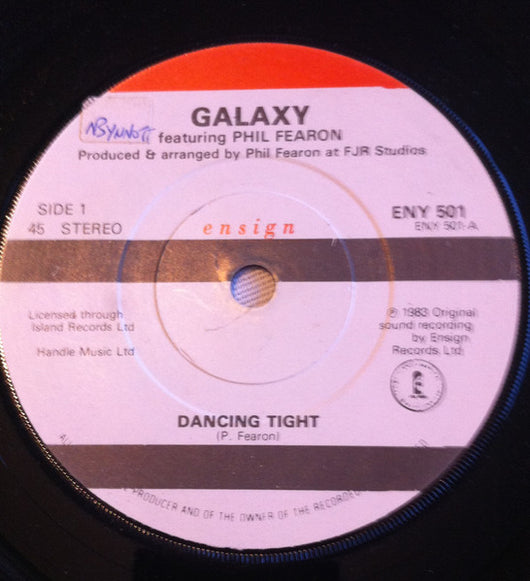 GALAXY
featuring PHIL FEARON
Produced & arranged by Phil Fearon at FJR Studios
SIDE 1
45 STEREO
ensign
ENY 501
ENY 501-A
Licensed through
Island Records Ltd
Handle Music Ltd
℗ 1983 Original
sound recording
by Ensign
Records Ltd
DANCING TIGHT
(P. Fearon)
PRODUCER AND OF THE OWNER OF THE RECORDED